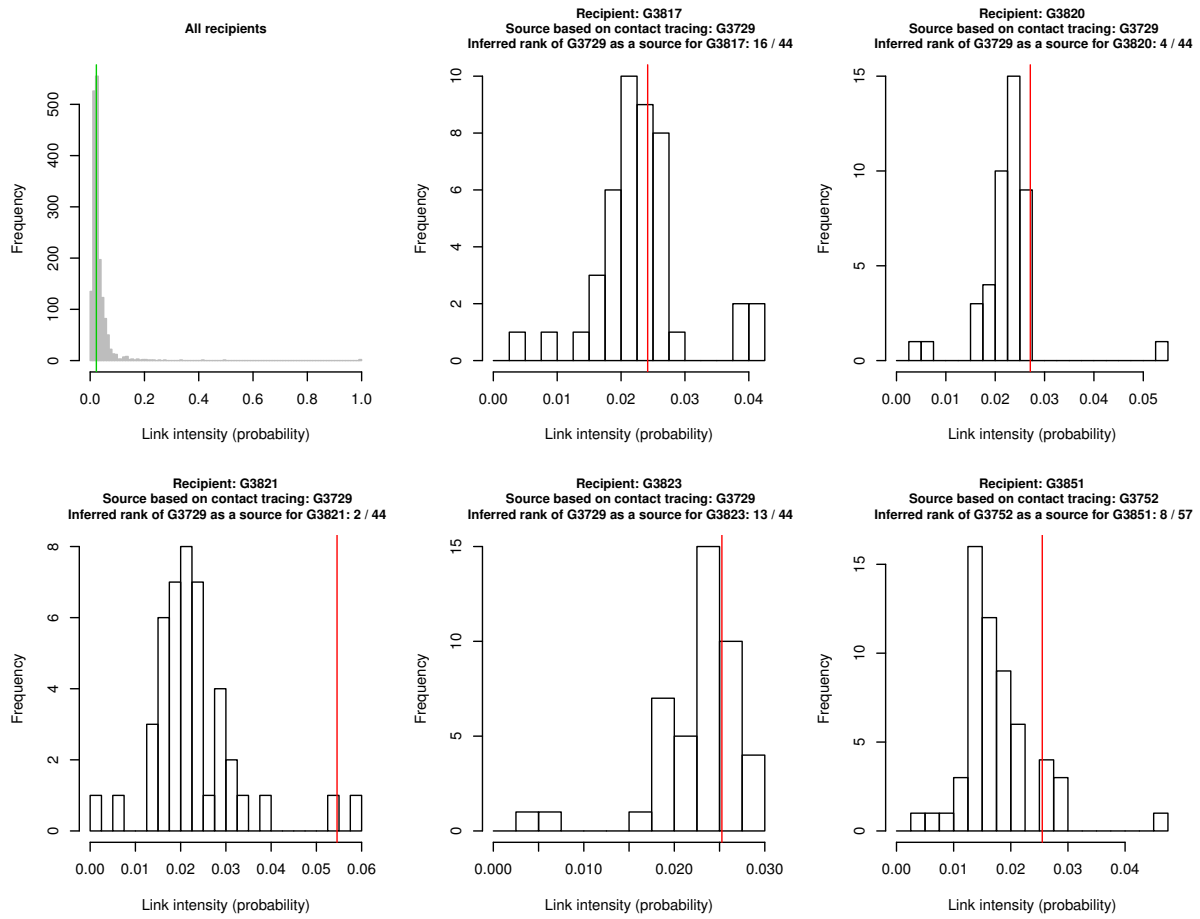 All recipients
Frequency
0 100 200 300 400 500
0.0 0.2 0.4 0.6 0.8 1.0
Link intensity (probability)
Recipient: G3817
Source based on contact tracing: G3729
Inferred rank of G3729 as a source for G3817: 16 / 44
Frequency
0 2 4 6 8 10
0.00 0.01 0.02 0.03 0.04
Link intensity (probability)
Recipient: G3820
Source based on contact tracing: G3729
Inferred rank of G3729 as a source for G3820: 4 / 44
Frequency
0 5 10 15
0.00 0.01 0.02 0.03 0.04 0.05
Link intensity (probability)
Recipient: G3821
Source based on contact tracing: G3729
Inferred rank of G3729 as a source for G3821: 2 / 44
Frequency
0 2 4 6 8
0.00 0.01 0.02 0.03 0.04 0.05 0.06
Link intensity (probability)
Recipient: G3823
Source based on contact tracing: G3729
Inferred rank of G3729 as a source for G3823: 13 / 44
Frequency
0 5 10 15
0.000 0.010 0.020 0.030
Link intensity (probability)
Recipient: G3851
Source based on contact tracing: G3752
Inferred rank of G3752 as a source for G3851: 8 / 57
Frequency
0 5 10 15
0.00 0.01 0.02 0.03 0.04
Link intensity (probability)